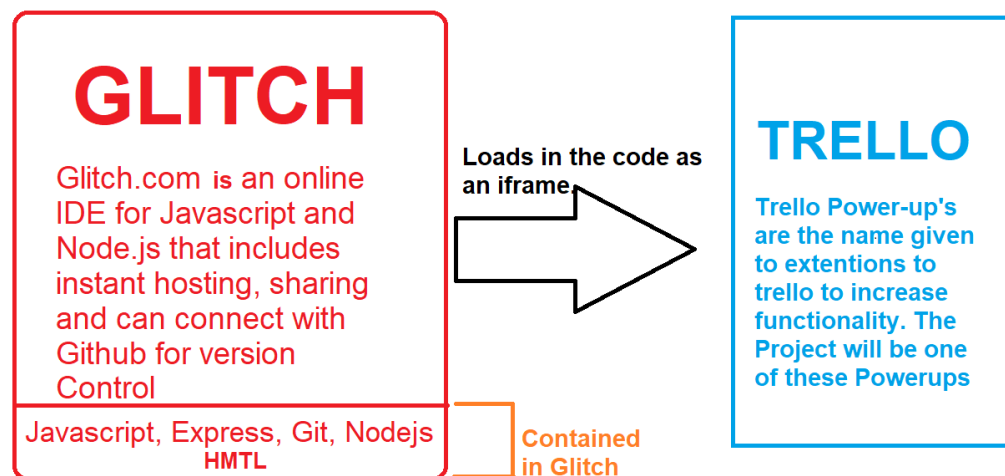 GLITCH
Glitch.com is an online
IDE for Javascript and
Node.js that includes
instant hosting, sharing
and can connect with
Github for version
Control
Javascript, Express, Git, Nodejs
HMTL
Contained
in Glitch
Loads in the code as
an iframe.
TRELLO
Trello Power-up's
are the name given
to extentions to
trello to increase
functionality. The
Project will be one
of these Powerups